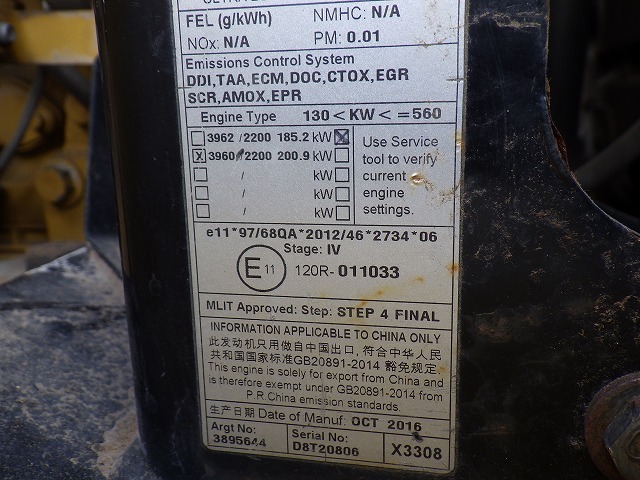 FEL (g/kWh) NMHC: N/A
NOx: N/A PM: 0.01
Emissions Control System
DDI,TAA,ECM,DOC,CTOX,EGR
SCR,AMOX,EPR
Engine Type 130 < KW < =560
3962 /2200 185.2 kW
3960/2200 200.9 kW
/ kW
/ kW
/ kW
Use Service
tool to verify
current
engine
settings.
e11*97/68QA*2012/46*2734*06
Stage: IV
E11 120R- 011033
MLIT Approved: Step: STEP 4 FINAL
INFORMATION APPLICABLE TO CHINA ONLY
此发动机只用做自中国出口,符合中华人民
共和国国家标准GB20891-2014 豁免规定
This engine is solely for export from China and
is therefore exempt under GB20891-2014 from
P.R.China emission standards.
生产日期 Date of Manuf: OCT 2016
Argt No:
3895644
Serial No:
D8T20806
X3308